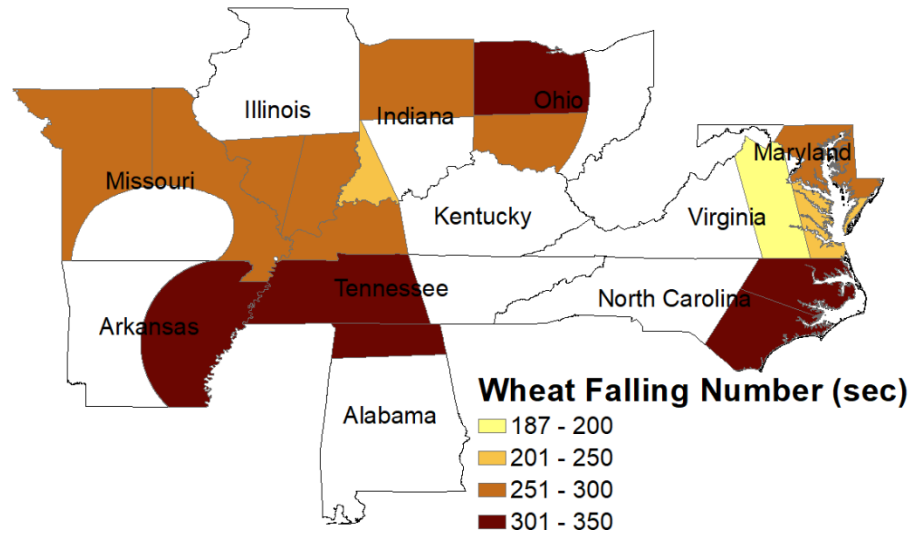 Illinois
Indiana
Ohio
Missouri
Maryland
Kentucky
Virginia
Tennessee
North Carolina
Arkansas
Alabama
Wheat Falling Number (sec)
187 - 200
201 - 250
251 - 300
301 - 350